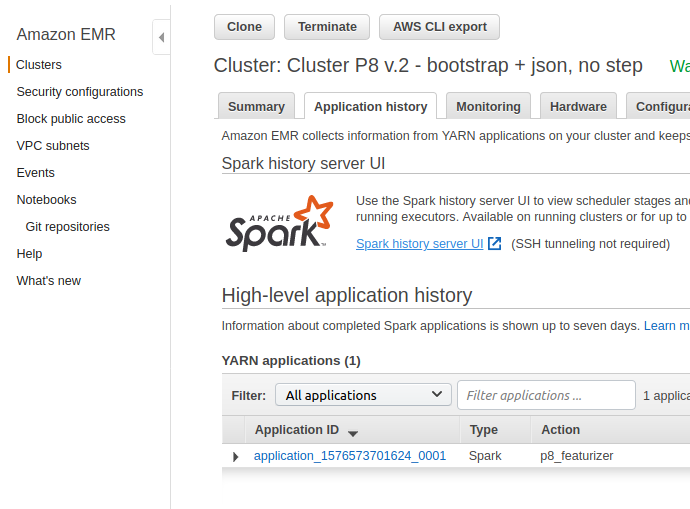 Amazon EMR
Clusters
Security configurations
Block public access
VPC subnets
Events
Notebooks
Git repositories
Help
What's new
Clone Terminate AWS CLI export
Cluster: Cluster P8 v.2 - bootstrap + json, no step Wa
Summary Application history Monitoring Hardware Configura
Amazon EMR collects information from YARN applications on your cluster and keeps
Spark history server UI
APACHE
Spark™
Use the Spark history server UI to view scheduler stages and
running executors. Available on running clusters or for up to
Spark history server UI (SSH tunneling not required)
High-level application history
Information about completed Spark applications is shown up to seven days. Learn m
YARN applications (1)
Filter: All applications Filter applications ... 1 applica
Application ID Type Action
application_1576573701624_0001 Spark p8_featurizer